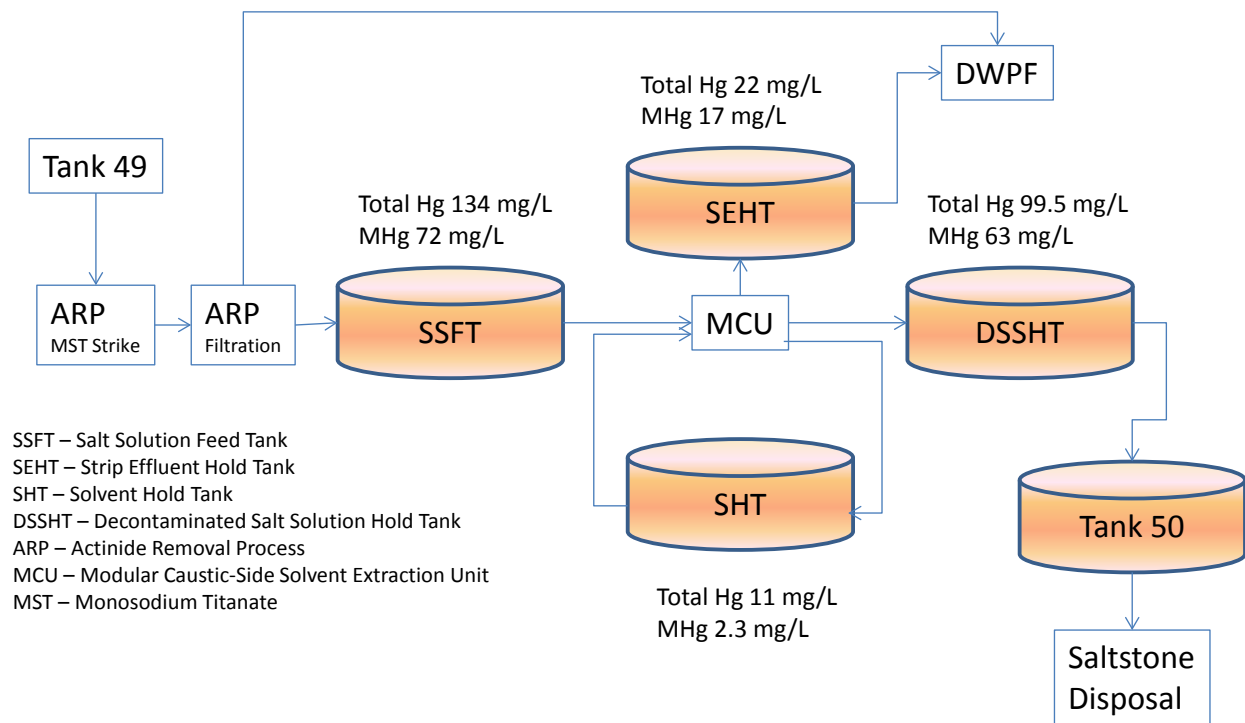 DWPF
Total Hg 22 mg/L
MHg 17 mg/L
Tank 49
SEHT
Total Hg 134 mg/L
MHg 72 mg/L
Total Hg 99.5 mg/L
MHg 63 mg/L
ARP
MST Strike
ARP
Filtration
SSFT
MCU
DSSHT
SSFT – Salt Solution Feed Tank
SEHT – Strip Effluent Hold Tank
SHT – Solvent Hold Tank
DSSHT – Decontaminated Salt Solution Hold Tank
ARP – Actinide Removal Process
MCU – Modular Caustic-Side Solvent Extraction Unit
MST – Monosodium Titanate
SHT
Tank 50
Total Hg 11 mg/L
MHg 2.3 mg/L
Saltstone
Disposal